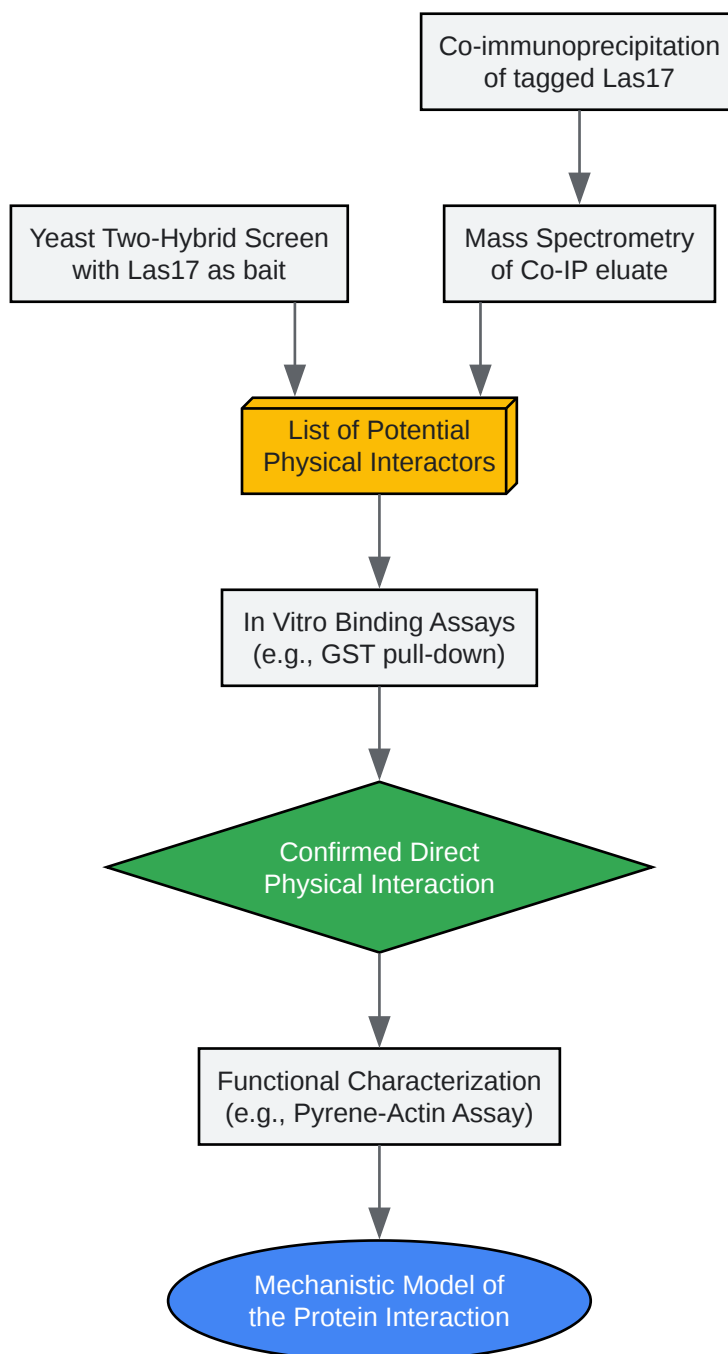 Co-immunoprecipitation
of tagged Las17
Yeast Two-Hybrid Screen
with Las17 as bait
Mass Spectrometry
of Co-IP eluate
List of Potential
Physical Interactors
In Vitro Binding Assays
(e.g., GST pull-down)
Confirmed Direct
Physical Interaction
Functional Characterization
(e.g., Pyrene-Actin Assay)
Mechanistic Model of
the Protein Interaction